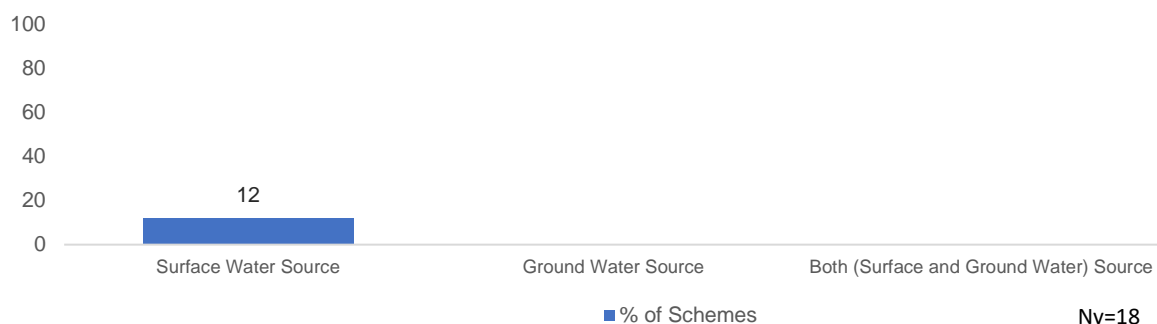 100
80
60
40
20
0
12
Surface Water Source
Ground Water Source
Both (Surface and Ground Water) Source
% of Schemes
Nv=18